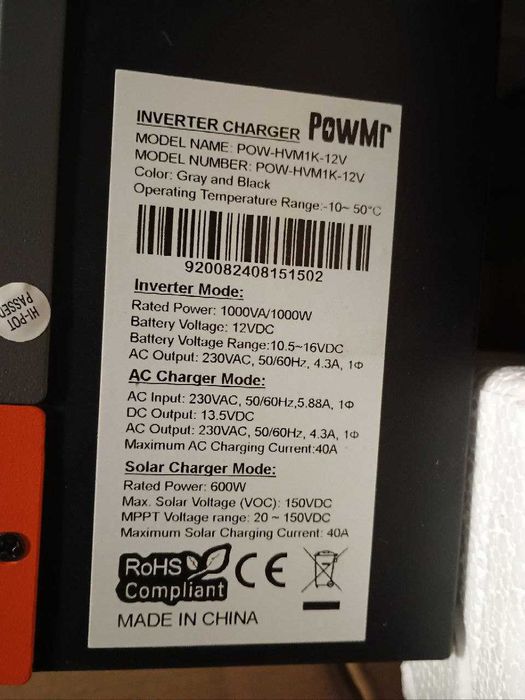 INVERTER CHARGER PowMr
MODEL NAME: POW-HVM1K-12V
MODEL NUMBER: POW-HVM1K-12V
Color: Gray and Black
Operating Temperature Range:-10~ 50°C
920082408151502
Inverter Mode:
Rated Power: 1000VA/1000W
Battery Voltage: 12VDC
Battery Voltage Range:10.5~16VDC
AC Output: 230VAC, 50/60Hz, 4.3A, 1Φ
AC Charger Mode:
AC Input: 230VAC, 50/60Hz,5.88A, 1Φ
DC Output: 13.5VDC
AC Output: 230VAC, 50/60Hz, 4.3A, 1Φ
Maximum AC Charging Current:40A
Solar Charger Mode:
Rated Power: 600W
Max. Solar Voltage (VOC): 150VDC
MPPT Voltage range: 20 ~ 150VDC
Maximum Solar Charging Current: 40A
RoHS
Compliant
CE
MADE IN CHINA
HI-POT
PASSED